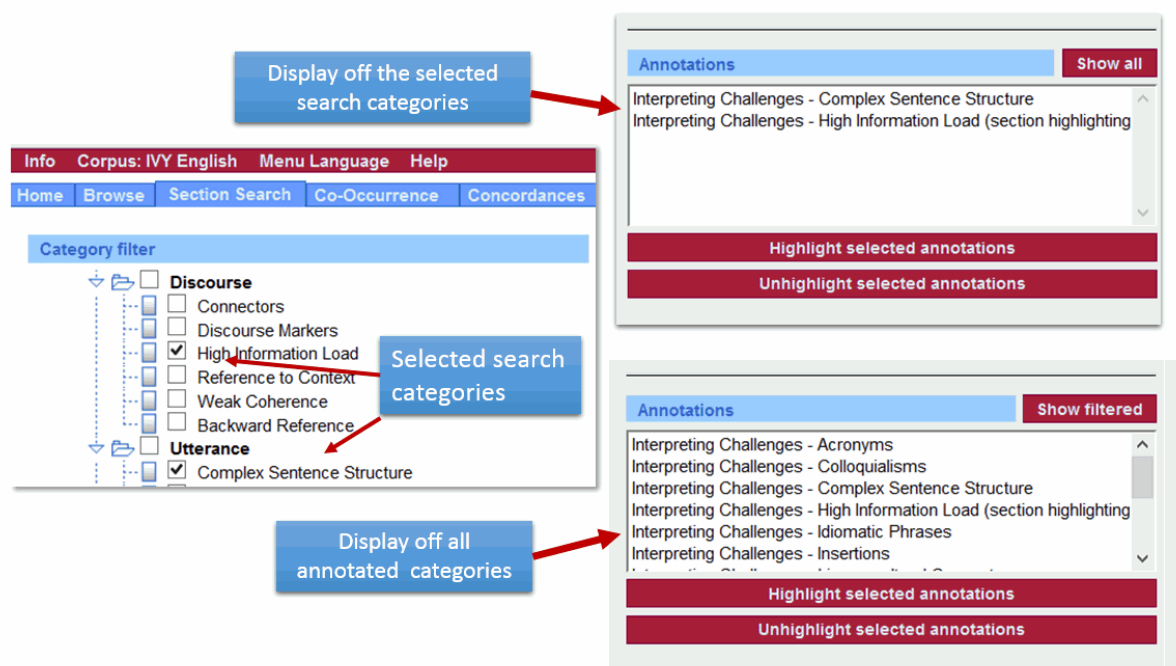 Display off the selected
search categories
Info Corpus: IVY English Menu Language Help
Home Browse Section Search Co-Occurrence Concordances
Category filter
Discourse
Connectors
Discourse Markers
High Information Load
Reference to Context
Weak Coherence
Backward Reference
Utterance
Complex Sentence Structure
Selected search
categories
Annotations Show all
Interpreting Challenges - Complex Sentence Structure
Interpreting Challenges - High Information Load (section highlighting
Highlight selected annotations
Unhighlight selected annotations
Display off all
annotated categories
Annotations Show filtered
Interpreting Challenges - Acronyms
Interpreting Challenges - Colloquialisms
Interpreting Challenges - Complex Sentence Structure
Interpreting Challenges - High Information Load (section highlighting
Interpreting Challenges - Idiomatic Phrases
Interpreting Challenges - Insertions
Highlight selected annotations
Unhighlight selected annotations